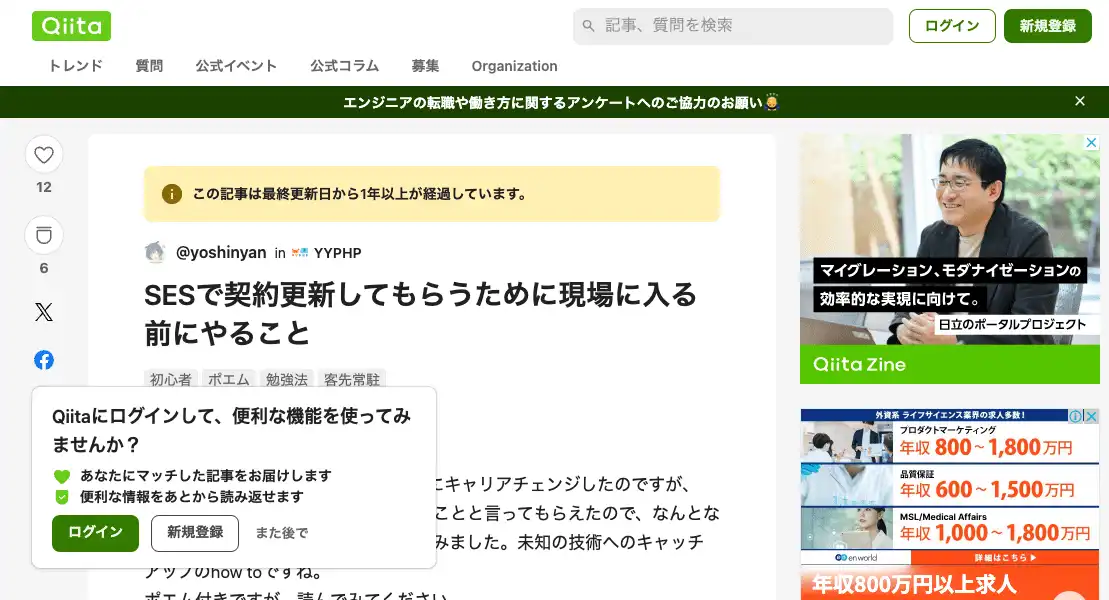 Qiita
記事、質問を検索
ログイン
新規登録
トレンド
質問
公式イベント
公式コラム
募集
Organization
エンジニアの転職や働き方に関するアンケートへのご協力のお願い
この記事は最終更新日から1年以上が経過しています。
12
6
@yoshinyan in YYPHP
SESで契約更新してもらうために現場に入る
前にやること
初心者 ポエム 勉強法 客先常駐
Qiitaにログインして、便利な機能を使ってみ
ませんか？
あなたにマッチした記事をお届けします
便利な情報をあとから読み返せます
ログイン
新規登録
また後で
にキャリアチェンジしたのですが、
ことと言ってもらえたので、なんとな
みました。未知の技術へのキャッチ
アップのhow toですね。
ポエム付きですが、読んでみてください
マイグレーション、モダナイゼーションの
効率的な実現に向けて。
日立のポータルプロジェクト
Qiita Zine
外資系 ライフサイエンス業界の求人多数！
プロダクトマーケティング
年収 800～1,800万円
品質保証
年収 600～1,500万円
MSL/Medical Affairs
年収 1,000～1,800万円
en world
詳細はこちら
年収800万円以上求人